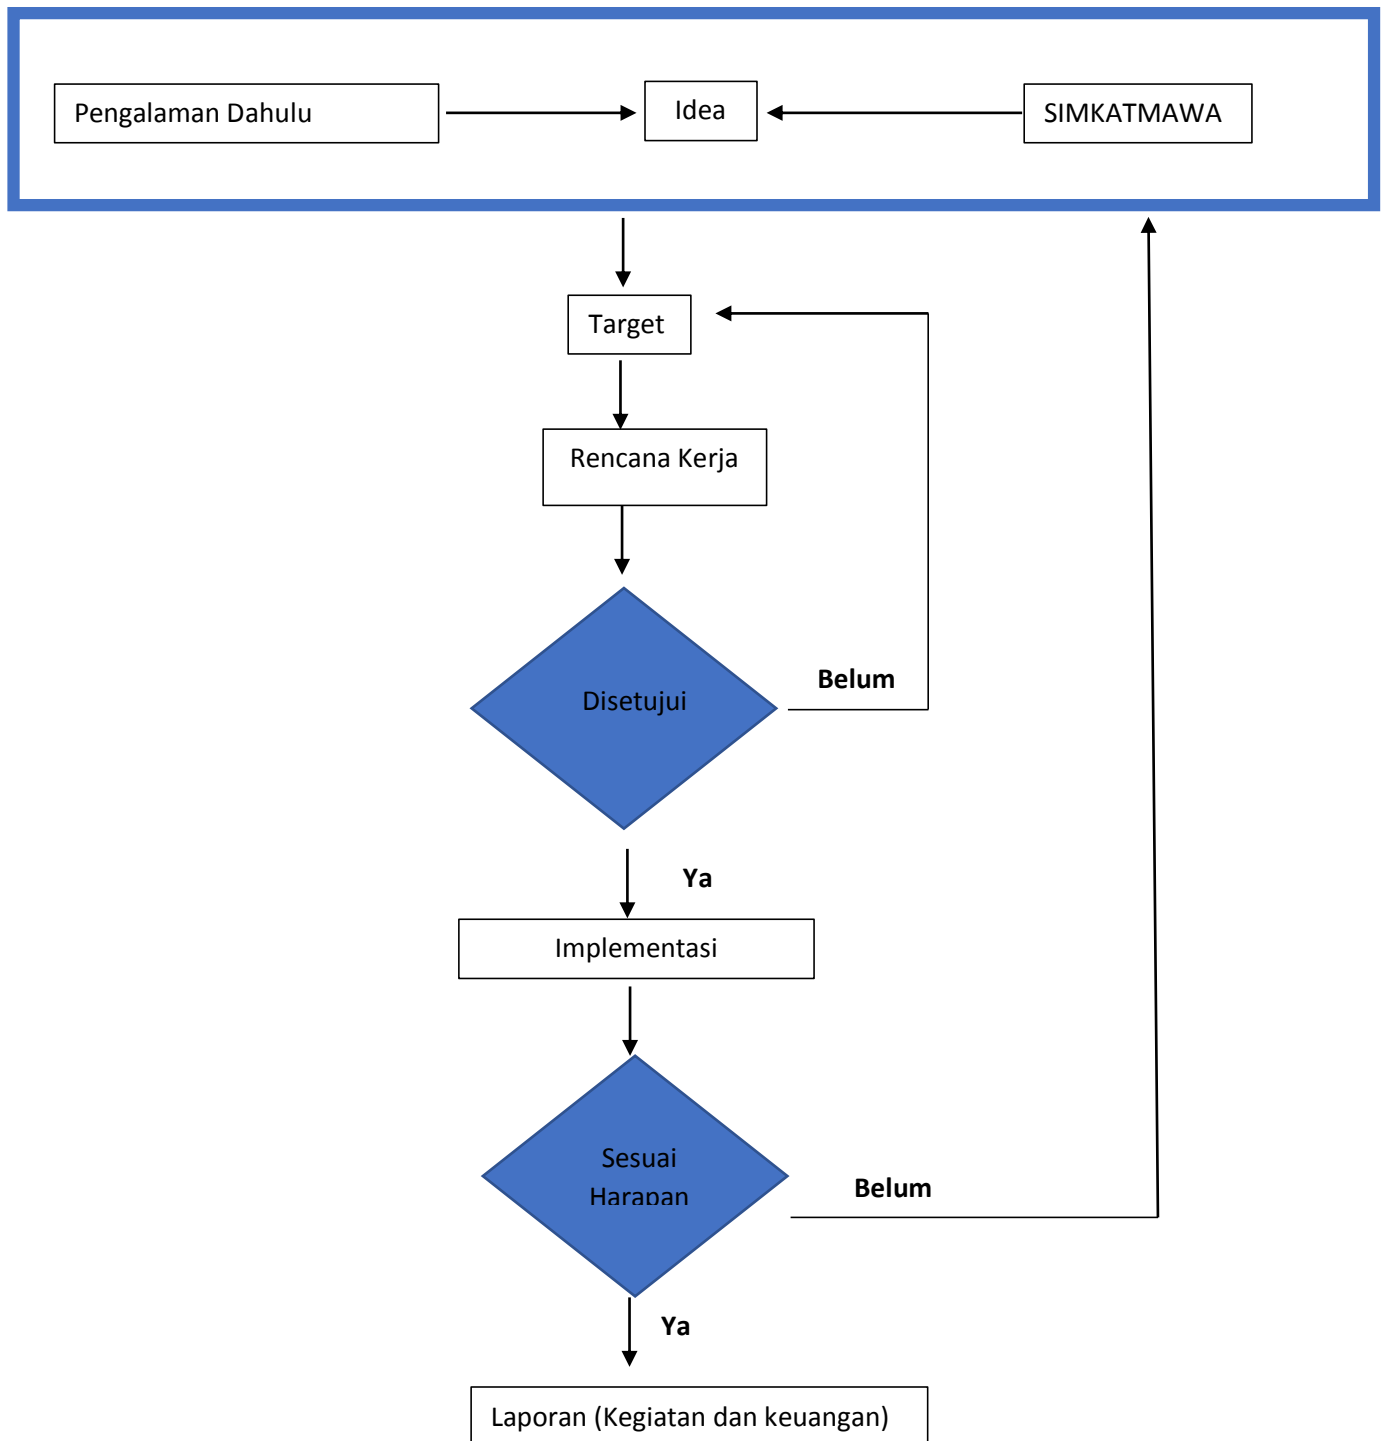 Pengalaman Dahulu
Idea
SIMKATMAWA
Target
Rencana Kerja
Disetujui
Belum
Ya
Implementasi
Sesuai
Harapan
Belum
Ya
Laporan (Kegiatan dan keuangan)